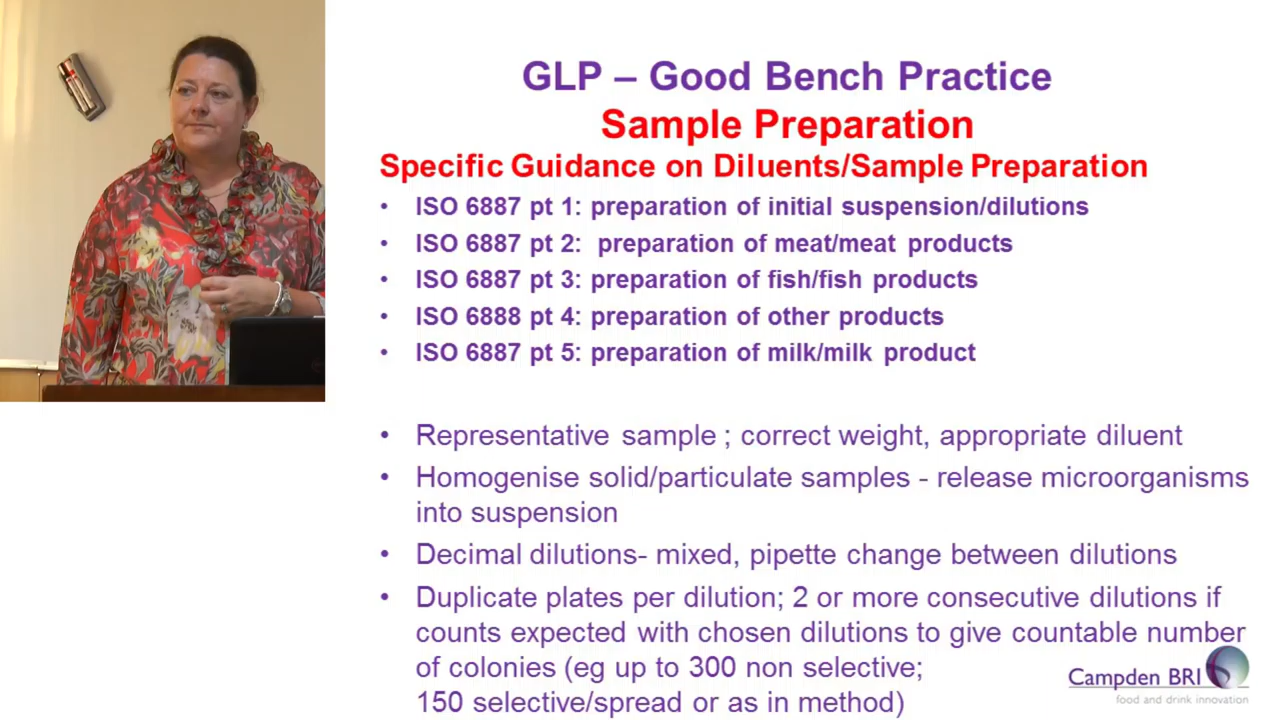 GLP – Good Bench Practice
Sample Preparation
Specific Guidance on Diluents/Sample Preparation
• ISO 6887 pt 1: preparation of initial suspension/dilutions
• ISO 6887 pt 2:  preparation of meat/meat products
• ISO 6887 pt 3: preparation of fish/fish products
• ISO 6888 pt 4: preparation of other products
• ISO 6887 pt 5: preparation of milk/milk product
• Representative sample ; correct weight, appropriate diluent
• Homogenise solid/particulate samples - release microorganisms
into suspension
• Decimal dilutions- mixed, pipette change between dilutions
• Duplicate plates per dilution; 2 or more consecutive dilutions if
counts expected with chosen dilutions to give countable number
of colonies (eg up to 300 non selective;
150 selective/spread or as in method)
Campden BRI
food and drink innovation